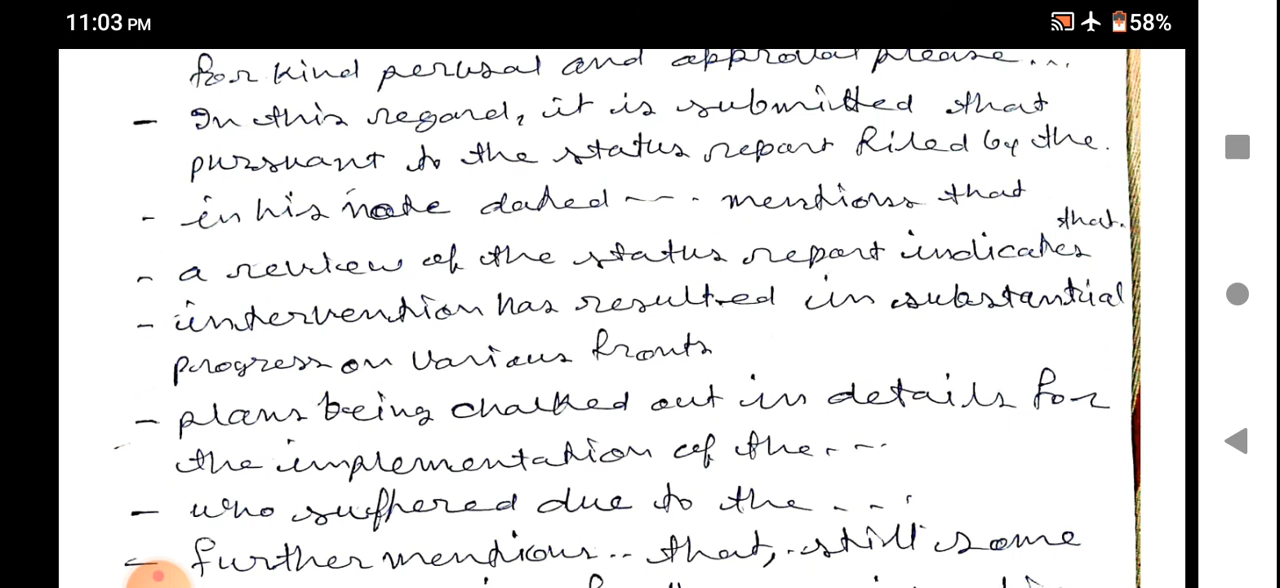 11:03 PM 58%
for kind perusal and approval please...
- In this regard, it is submitted that
pursuant to the status report filed by the.
- in his note dated --- . mentions that
that.
- a review of the status report indicates
- intervention has resulted in substantial
progress on various fronts
- plans being chalked out in details for
the implementation of the. --.
- who suffered due to the - - .
- further mentions .. that, still some